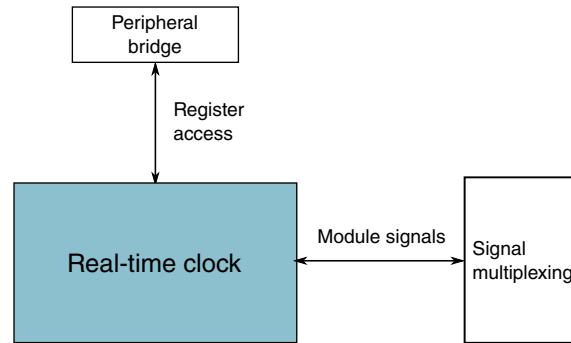 Peripheral
bridge
Register
access
Real-time clock
Module signals
Signal
multiplexing